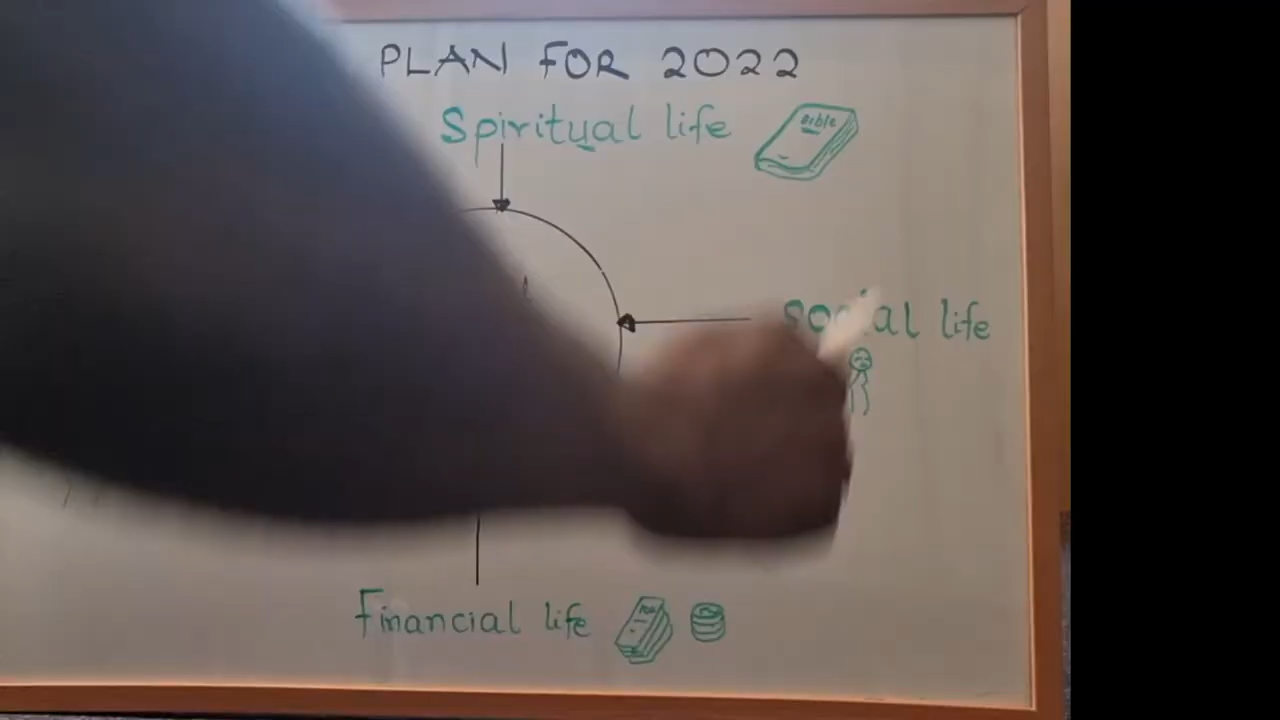 PLAN FOR 2022
Spiritual life
Bible
Social life
Financial life